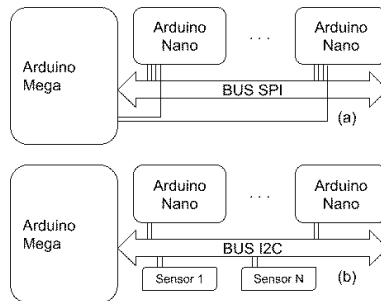 Arduino
Mega
Arduino
Nano
. . .
Arduino
Nano
BUS SPI
(a)
Arduino
Mega
Arduino
Nano
. . .
Arduino
Nano
BUS I2C
Sensor 1
Sensor N
(b)